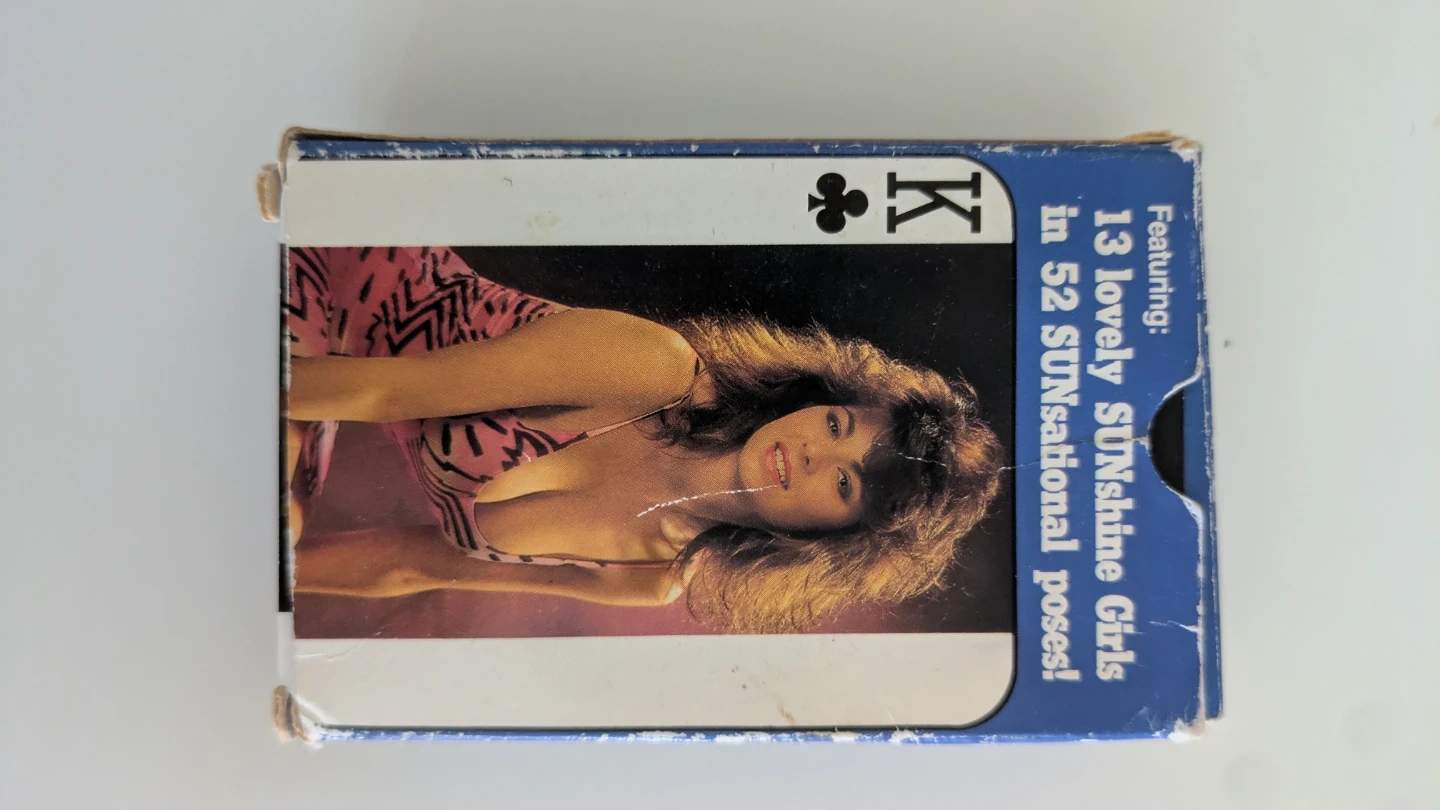 Featuring:
13 lovely SUNshine Girls
in 52 SUNsational poses!
K